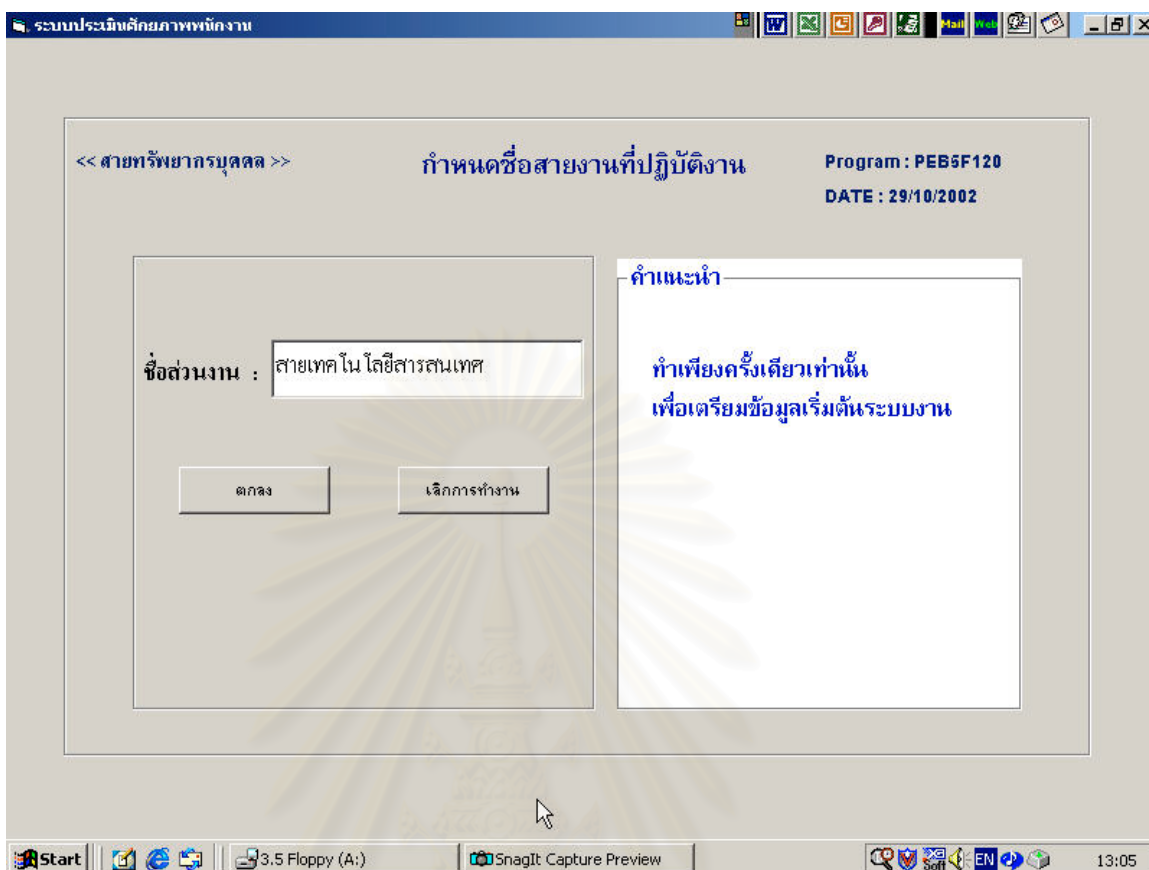 ระบบประเมินศักยภาพพนักงาน
Mail Web
<< สายทรัพยากรบุคคล >>
กำหนดชื่อสายงานที่ปฏิบัติงาน
Program : PEB5F120
DATE : 29/10/2002
คำแนะนำ
ชื่อส่วนงาน :
สายเทคโนโลยีสารสนเทศ
ทำเพียงครั้งเดียวเท่านั้น
เพื่อเตรียมข้อมูลเริ่มต้นระบบงาน
ตกลง
เลิกการทำงาน
Start
3.5 Floppy (A:)
SnagIt Capture Preview
EN
13:05